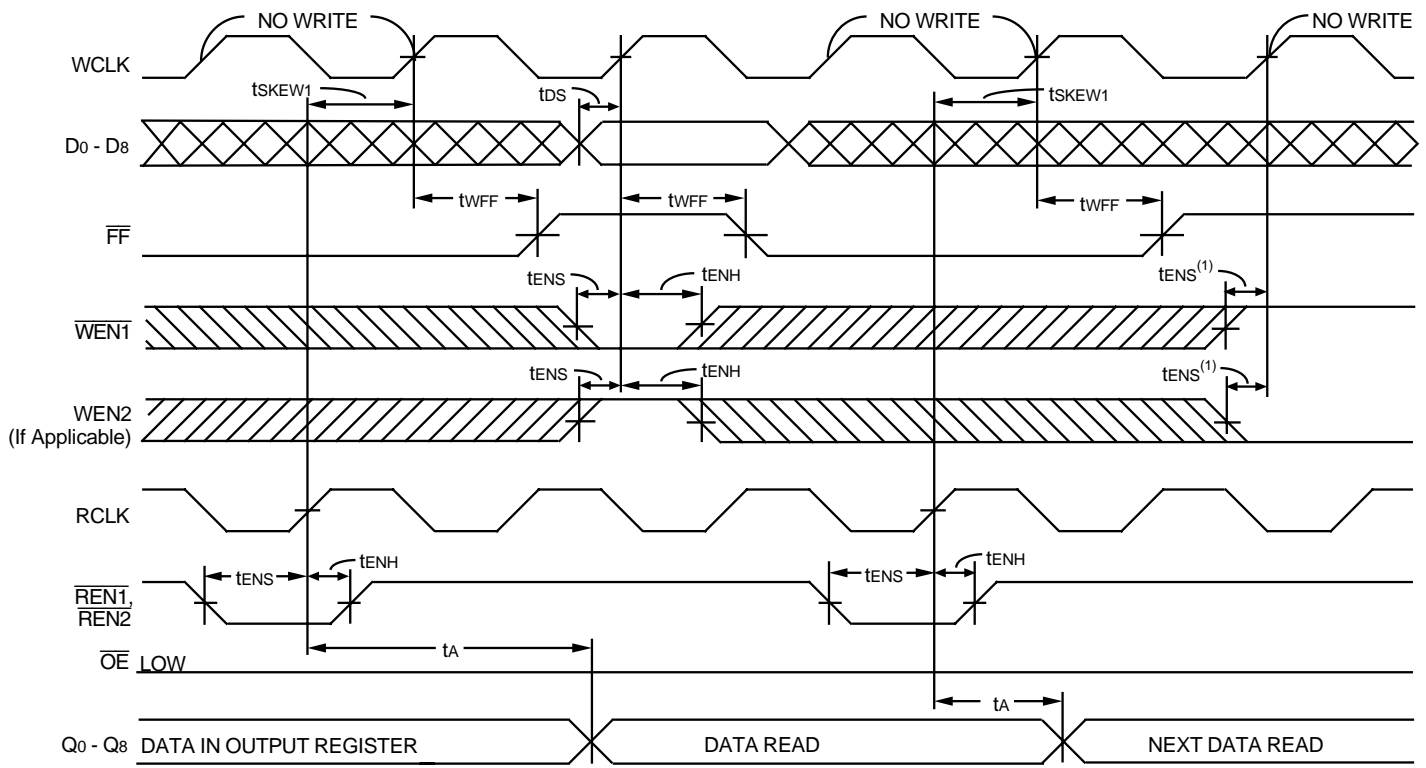 NO WRITE NO WRITE NO WRITE
WCLK
tSKEW1 tDS tSKEW1
D0 - D8
tWFF tWFF tWFF
FF
tENS tENH tENS(1)
WEN1
tENS tENH tENS(1)
WEN2
(If Applicable)
RCLK
tENS tENH tENS tENH
REN1,
REN2
tA
OE LOW
tA
Q0 - Q8 DATA IN OUTPUT REGISTER DATA READ NEXT DATA READ